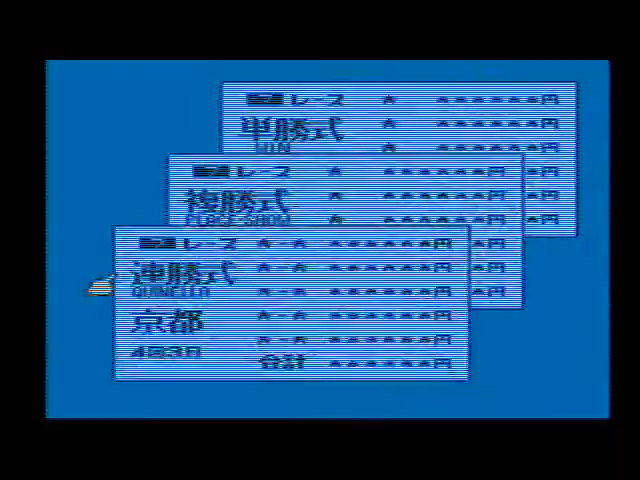 レース ★ ★★★★★★円
単勝式 ★ ★★★★★★円
WIN ★
レース ★ ★★★★★★円
複勝式 ★ ★★★★★★円
PLACE-SHOW ★ ★★★★★★円
レース ★-★ ★★★★★★円
連勝式 ★-★ ★★★★★★円
QUINELLA ★-★ ★★★★★★円
京都 ★-★ ★★★★★★円
4回3日 ★-★ ★★★★★★円
合計 ★★★★★★円